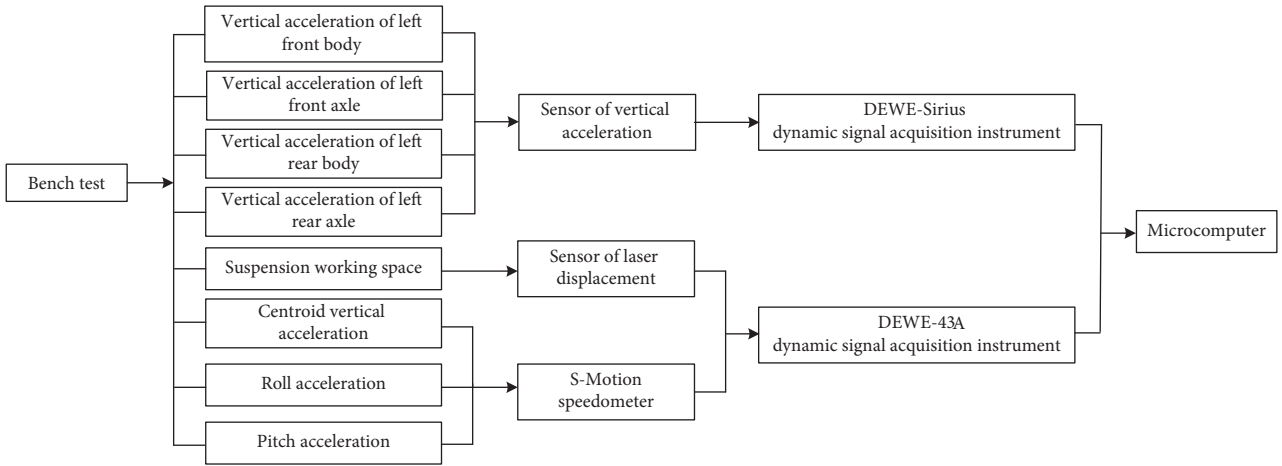 Bench test
Vertical acceleration of left
front body
Vertical acceleration of left
front axle
Vertical acceleration of left
rear body
Vertical acceleration of left
rear axle
Suspension working space
Centroid vertical
acceleration
Roll acceleration
Pitch acceleration
Sensor of vertical
acceleration
Sensor of laser
displacement
S-Motion
speedometer
DEWE-Sirius
dynamic signal acquisition instrument
DEWE-43A
dynamic signal acquisition instrument
Microcomputer